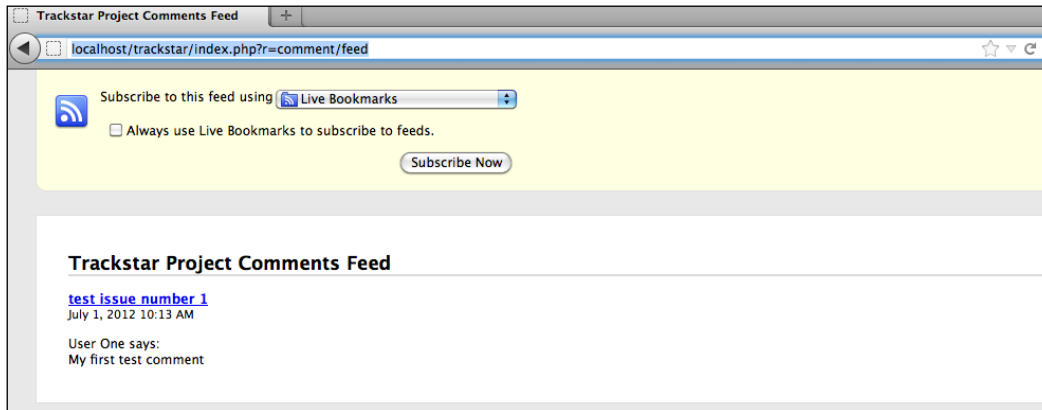 Trackstar Project Comments Feed
localhost/trackstar/index.php?r=comment/feed
Subscribe to this feed using Live Bookmarks
Always use Live Bookmarks to subscribe to feeds.
Subscribe Now
Trackstar Project Comments Feed
test issue number 1
July 1, 2012 10:13 AM
User One says:
My first test comment